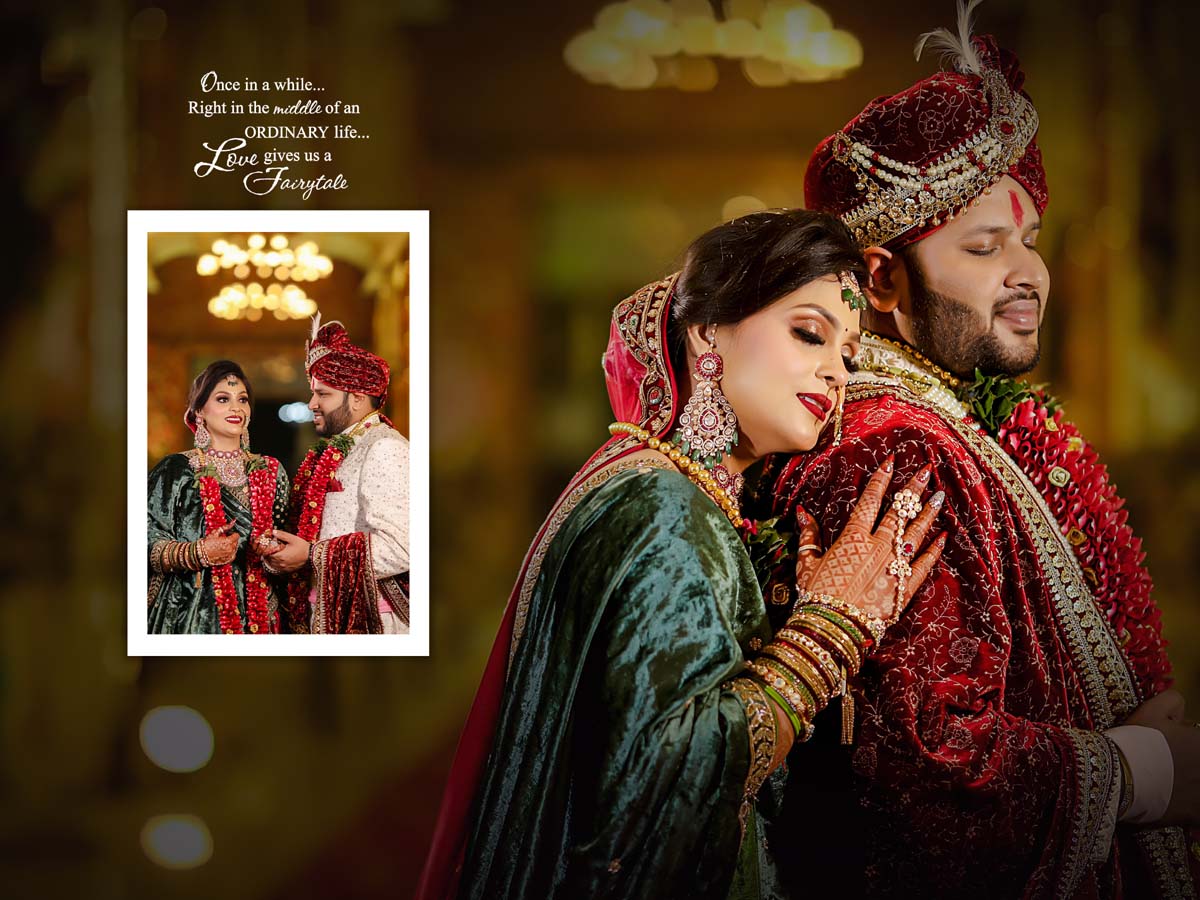 Once in a while...
Right in the middle of an
ORDINARY life...
Love gives us a
Fairytale